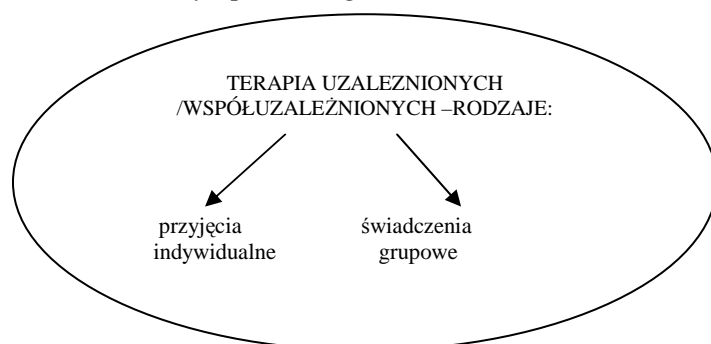 TERAPIA UZALEZNIONYCH
/WSPÓŁUZALEŻNIONYCH –RODZAJE:
przyjęcia
indywidualne
świadczenia
grupowe